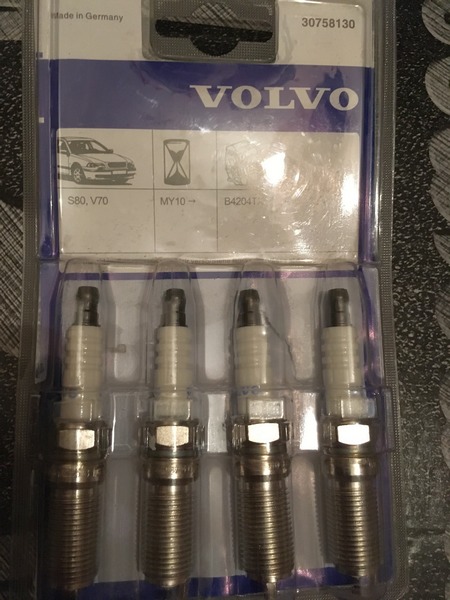 Made in Germany
30758130
VOLVO
S80, V70
MY10→
B4204T